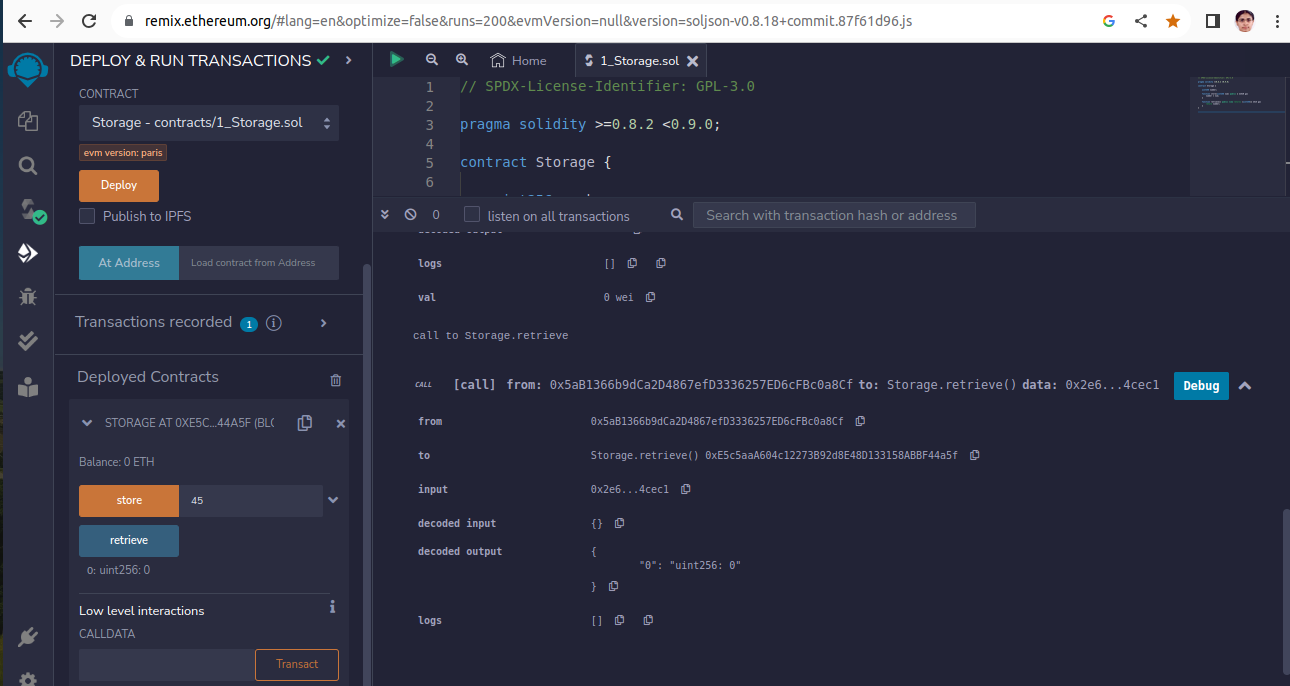 remix.ethereum.org/#lang=en&optimize=false&runs=200&evmVersion=null&version=soljson-v0.8.18+commit.87f61d96.js
DEPLOY & RUN TRANSACTIONS
CONTRACT
Storage - contracts/1_Storage.sol
evm version: paris
Deploy
Publish to IPFS
At Address
Load contract from Address
Transactions recorded 1 i
Deployed Contracts
STORAGE AT 0XE5C...44A5F (BLO
Balance: 0 ETH
store
45
retrieve
0: uint256: 0
Low level interactions
i
CALLDATA
Transact
Home
1_Storage.sol
1 // SPDX-License-Identifier: GPL-3.0
2
3 pragma solidity >=0.8.2 <0.9.0;
4
5 contract Storage {
6
0
listen on all transactions
Search with transaction hash or address
decoded output
logs []
val 0 wei
call to Storage.retrieve
CALL [call] from: 0x5aB1366b9dCa2D4867efD3336257ED6cFBc0a8Cf to: Storage.retrieve() data: 0x2e6...4cec1 Debug
from 0x5aB1366b9dCa2D4867efD3336257ED6cFBc0a8Cf
to Storage.retrieve() 0xE5c5aaA604c12273B92d8E48D133158ABBF44a5f
input 0x2e6...4cec1
decoded input {}
decoded output {
"0": "uint256: 0"
}
logs []